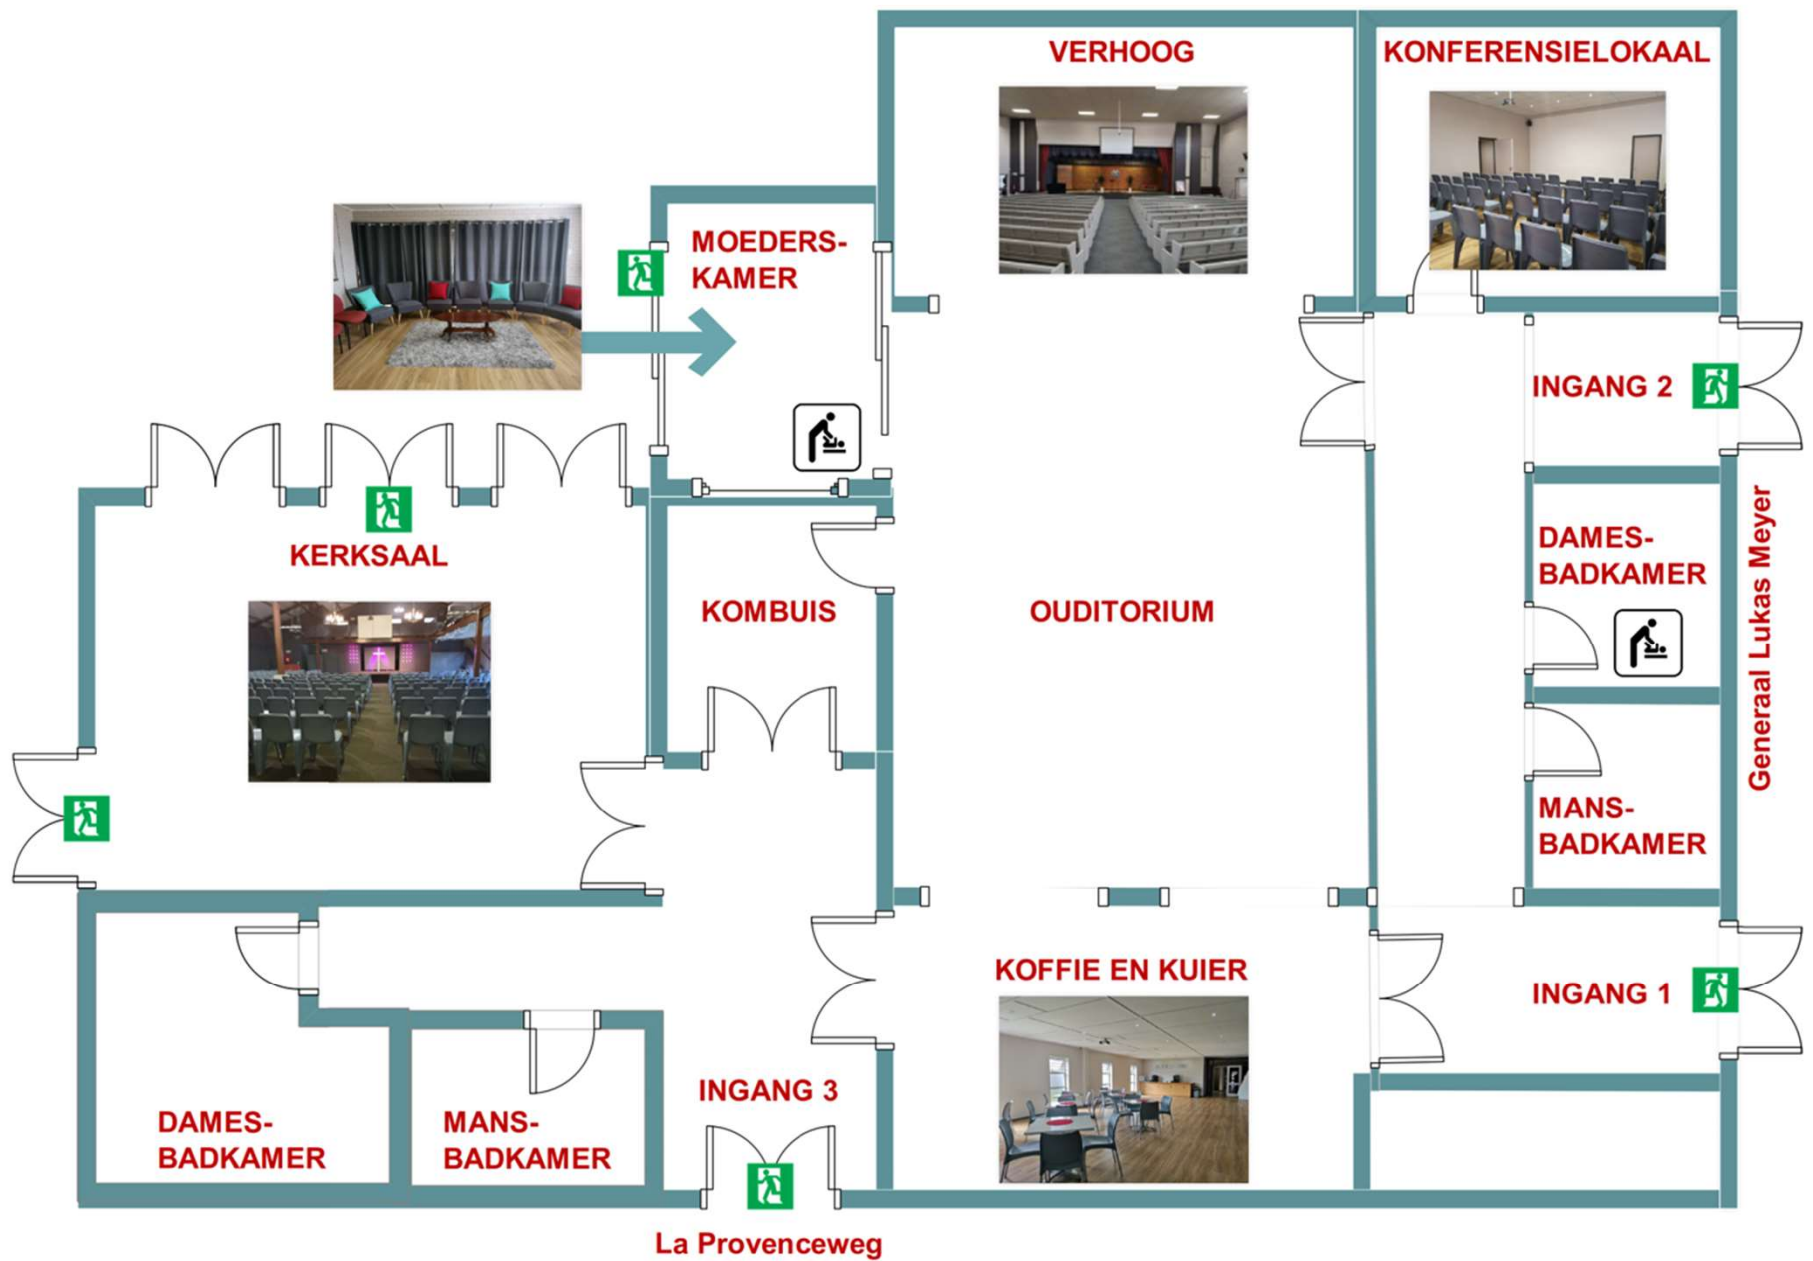 VERHOOG
KONFERENSIELOKAAL
MOEDERS-
KAMER
INGANG 2
KERKSAAL
DAMES-
BADKAMER
KOMBUIS
OUDITORIUM
Generaal Lukas Meyer
MANS-
BADKAMER
KOFFIE EN KUIER
INGANG 1
INGANG 3
DAMES-
BADKAMER
MANS-
BADKAMER
La Provenceweg